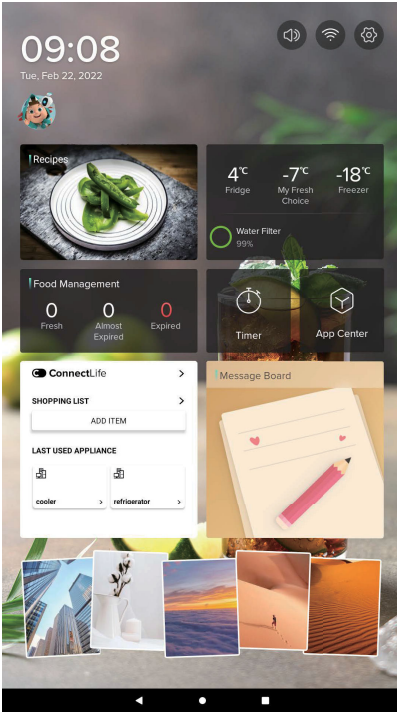 09:08
Tue, Feb 22, 2022
Recipes
4°C
-7°C
-18°C
Fridge
My Fresh
Choice
Freezer
Water Filter
99%
Food Management
0
0
0
Fresh
Almost
Expired
Expired
Timer
App Center
ConnectLife
SHOPPING LIST
ADD ITEM
LAST USED APPLIANCE
cooler
refrigerator
Message Board